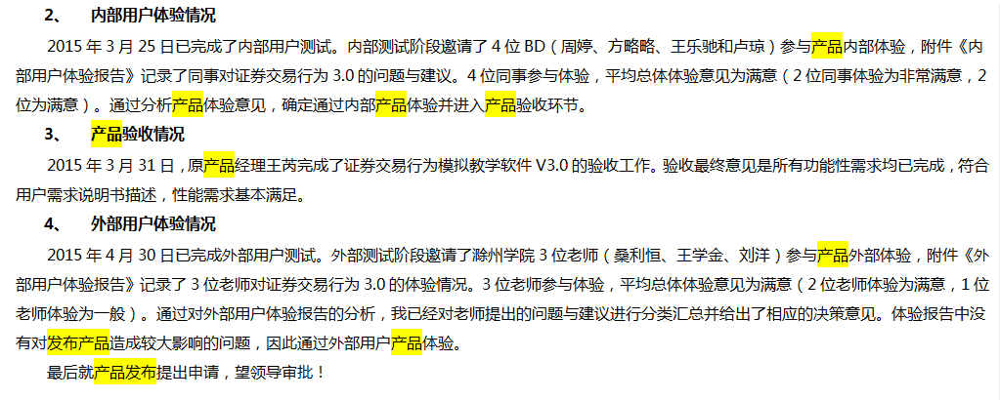 2、 内部用户体验情况
2015年3月25日已完成了内部用户测试。内部测试阶段邀请了4位BD（周婷、方略略、王乐驰和卢琼）参与产品内部体验，附件《内
部用户体验报告》记录了同事对证券交易行为3.0的问题与建议。4位同事参与体验，平均总体体验意见为满意（2位同事体验为非常满意，2
位为满意）。通过分析产品体验意见，确定通过内部产品体验并进入产品验收环节。
3、 产品验收情况
2015年3月31日，原产品经理王芮完成了证券交易行为模拟教学软件V3.0的验收工作。验收最终意见是所有功能性需求均已完成，符合
用户需求说明书描述，性能需求基本满足。
4、 外部用户体验情况
2015年4月30日已完成外部用户测试。外部测试阶段邀请了滁州学院3位老师（桑利恒、王学金、刘洋）参与产品外部体验，附件《外
部用户体验报告》记录了3位老师对证券交易行为3.0的体验情况。3位老师参与体验，平均总体体验意见为满意（2位老师体验为满意，1位
老师体验为一般）。通过对外部用户体验报告的分析，我已经对老师提出的问题与建议进行分类汇总并给出了相应的决策意见。体验报告中没
有对发布产品造成较大影响的问题，因此通过外部用户产品体验。
最后就产品发布提出申请，望领导审批！